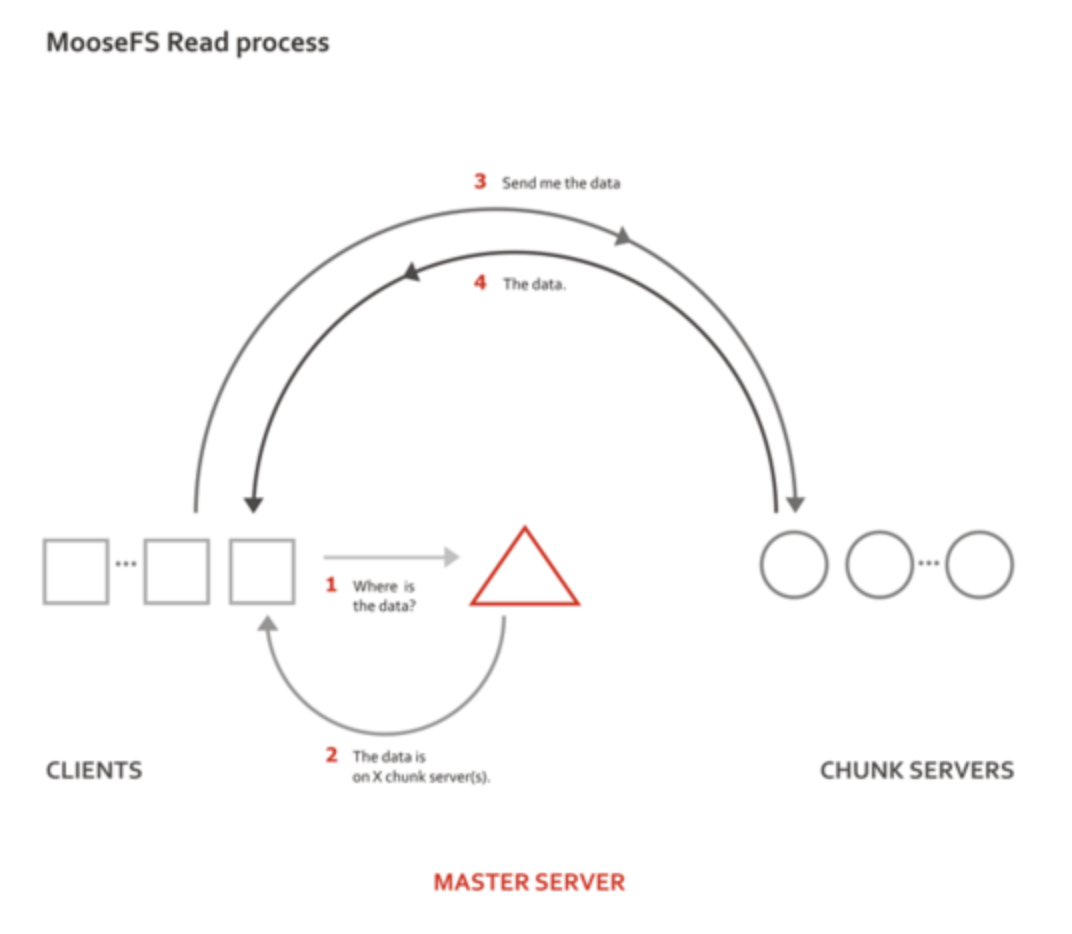 MooseFS Read process
3 Send me the data
4 The data.
...
...
1 Where is
the data?
2 The data is
on X chunk server(s).
CLIENTS
CHUNK SERVERS
MASTER SERVER